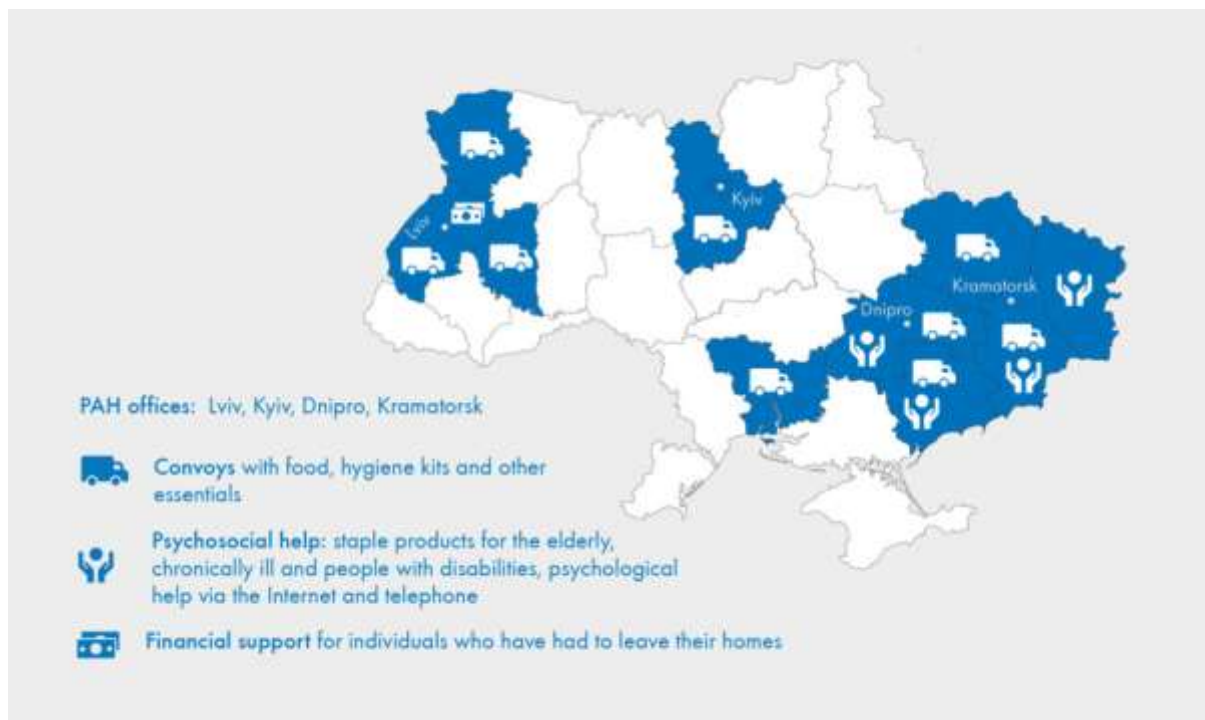 Kyiv
Lviv
Kramatorsk
Dnipro
PAH offices: Lviv, Kyiv, Dnipro, Kramatorsk
Convoys with food, hygiene kits and other
essentials
Psychosocial help: staple products for the elderly,
chronically ill and people with disabilities, psychological
help via the Internet and telephone
Financial support for individuals who have had to leave their homes